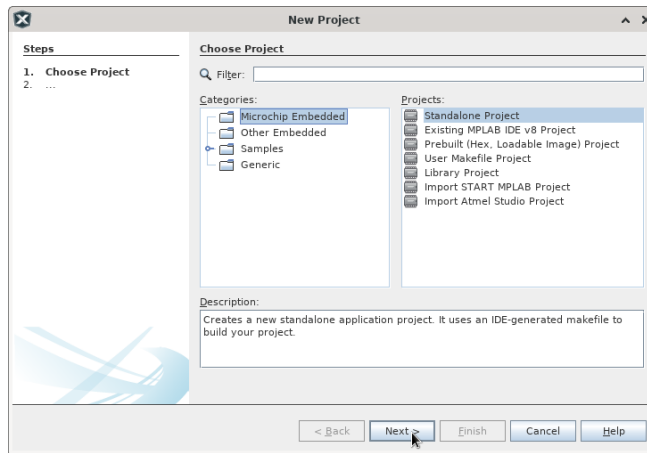 New Project
Steps
1. Choose Project
2. ...
Choose Project
Filter:
Categories:
Microchip Embedded
Other Embedded
Samples
Generic
Projects:
Standalone Project
Existing MPLAB IDE v8 Project
Prebuilt (Hex, Loadable Image) Project
User Makefile Project
Library Project
Import START MPLAB Project
Import Atmel Studio Project
Description:
Creates a new standalone application project. It uses an IDE-generated makefile to
build your project.
< Back Next > Finish Cancel Help